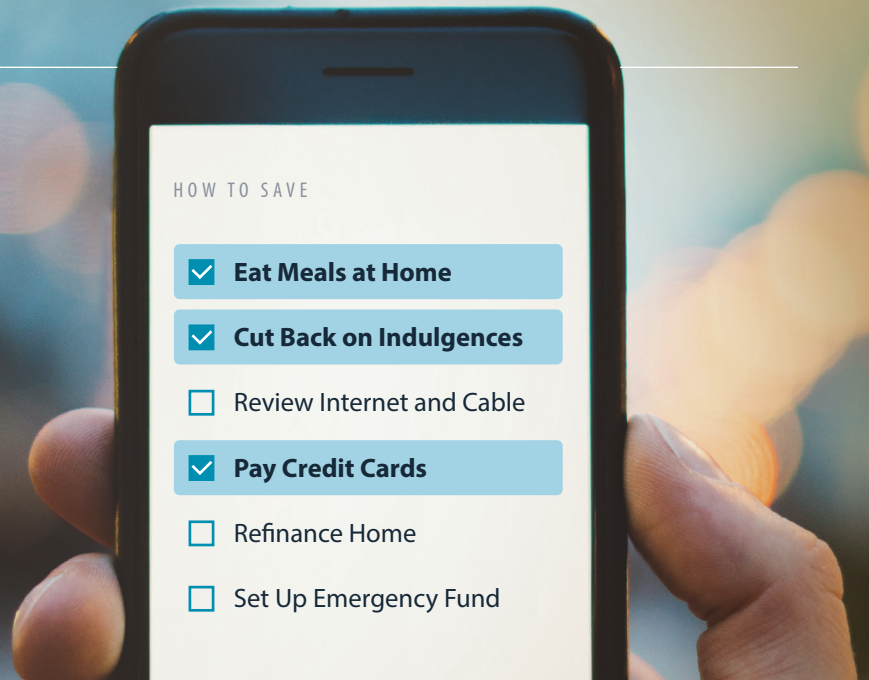 HOW TO SAVE
Eat Meals at Home
Cut Back on Indulgences
Review Internet and Cable
Pay Credit Cards
Refinance Home
Set Up Emergency Fund